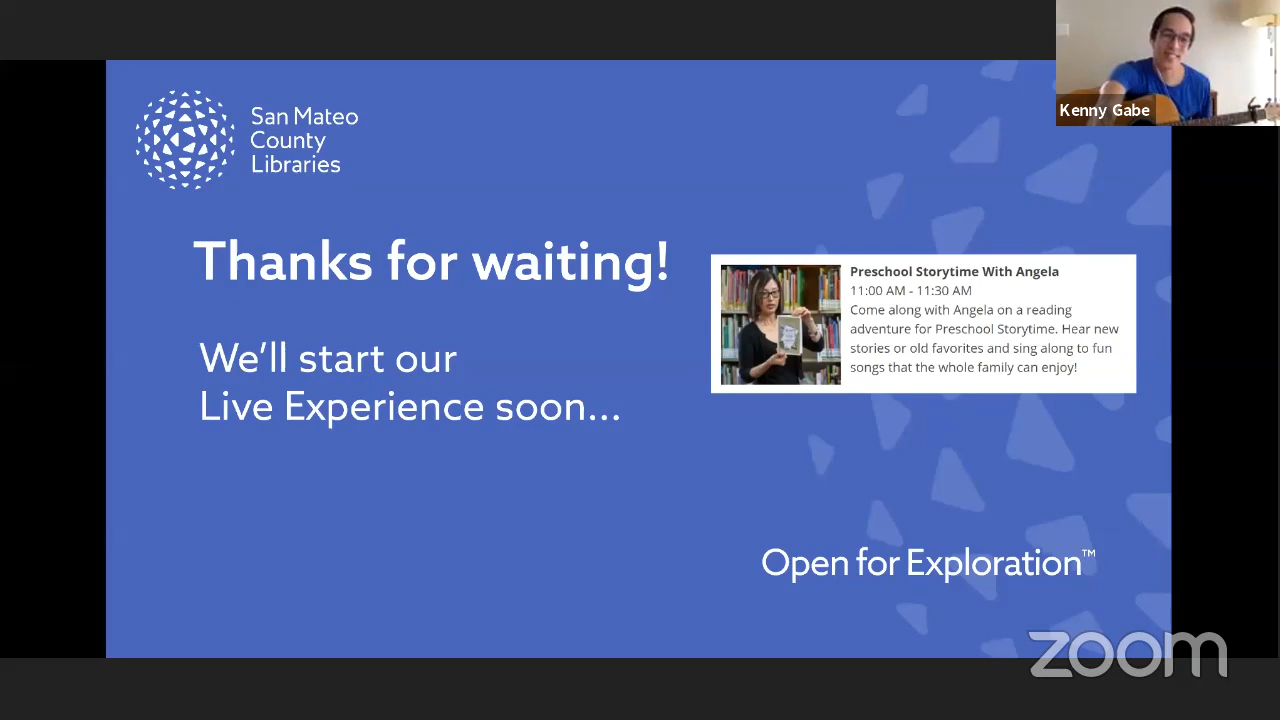 San Mateo
County
Libraries
Kenny Gabe
Thanks for waiting!
We'll start our
Live Experience soon...
Preschool Storytime With Angela
11:00 AM - 11:30 AM
Come along with Angela on a reading
adventure for Preschool Storytime. Hear new
stories or old favorites and sing along to fun
songs that the whole family can enjoy!
Open for Exploration™
zoom